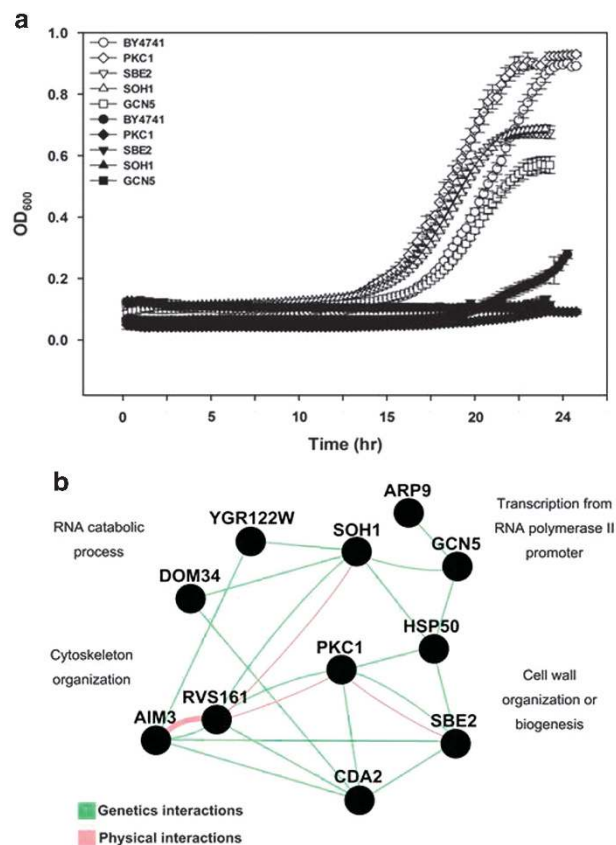 a
1.0
0.8
0.6
0.4
0.2
0.0
OD600
BY4741
PKC1
SBE2
SOH1
GCN5
BY4741
PKC1
SBE2
SOH1
GCN5
0 5 10 15 20 24
Time (hr)
b
RNA catabolic
process
YGR122W
SOH1
ARP9
GCN5
Transcription from
RNA polymerase II
promoter
DOM34
HSP50
PKC1
Cytoskeleton
organization
RVS161
AIM3
SBE2
Cell wall
organization or
biogenesis
CDA2
Genetics interactions
Physical interactions